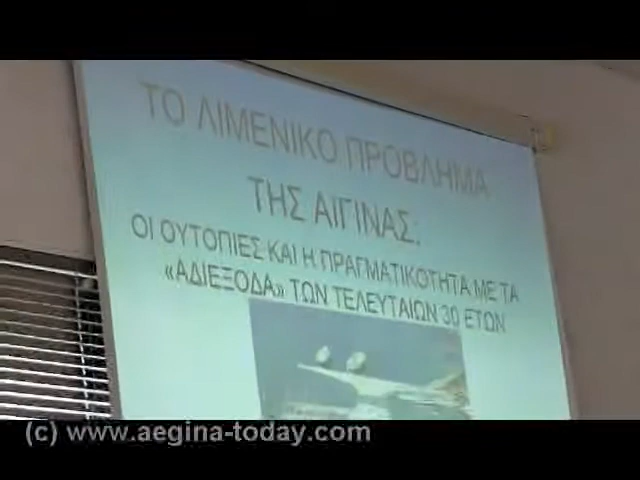 ΤΟ ΛΙΜΕΝΙΚΟ ΠΡΟΒΛΗΜΑ
ΤΗΣ ΑΙΓΙΝΑΣ:
ΟΙ ΟΥΤΟΠΙΕΣ ΚΑΙ Η ΠΡΑΓΜΑΤΙΚΟΤΗΤΑ ΜΕ ΤΑ
«ΑΔΙΕΞΟΔΑ» ΤΩΝ ΤΕΛΕΥΤΑΙΩΝ 30 ΕΤΩΝ
(c) www.aegina-today.com